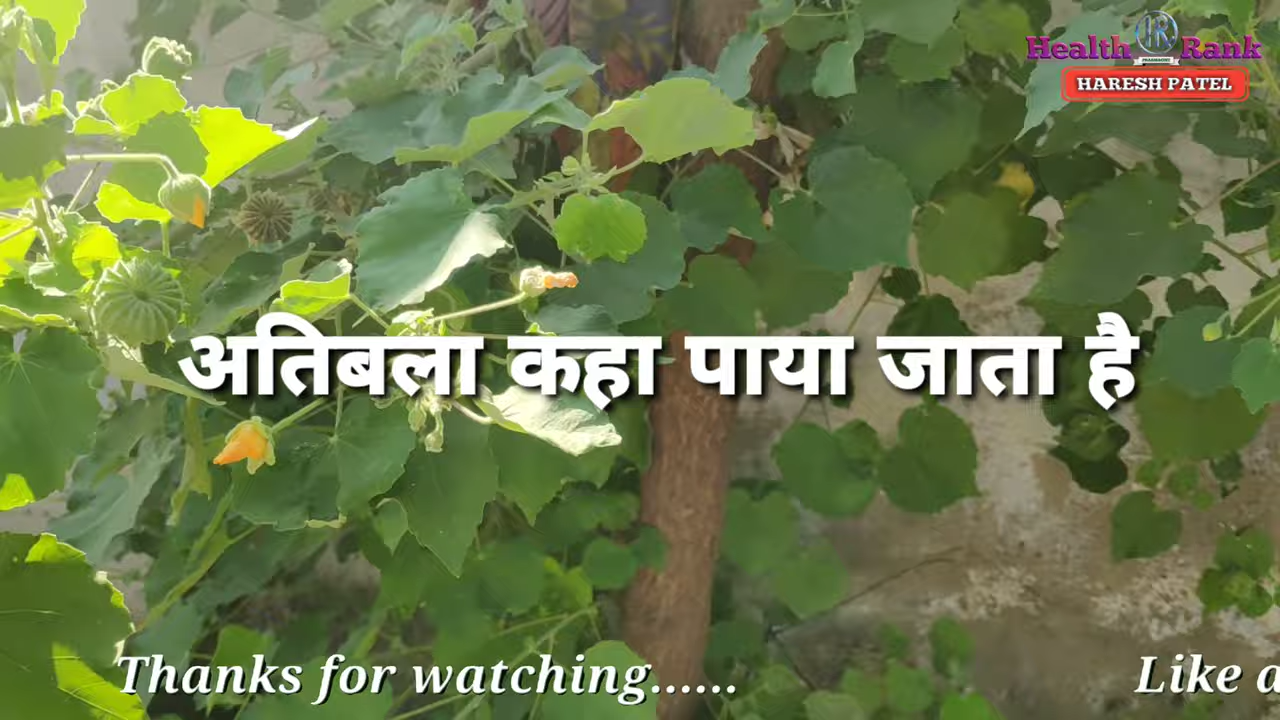 Health Rank
HARESH PATEL
अतिबला कहा पाया जाता है
Thanks for watching...... Like a